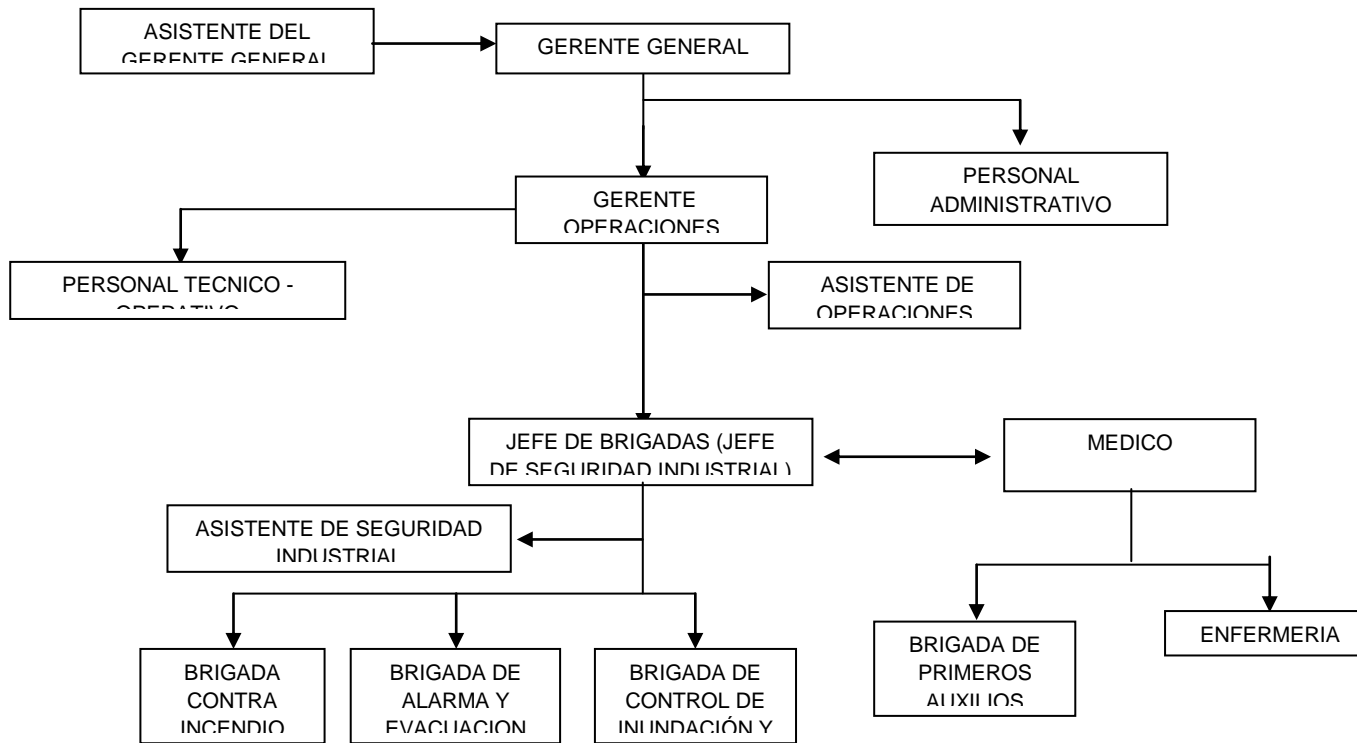 ASISTENTE DEL
GERENTE GENERAL
GERENTE GENERAL
PERSONAL
ADMINISTRATIVO
GERENTE
OPERACIONES
PERSONAL TECNICO -
OPERATIVO
ASISTENTE DE
OPERACIONES
JEFE DE BRIGADAS (JEFE
DE SEGURIDAD INDUSTRIAL)
MEDICO
ASISTENTE DE SEGURIDAD
INDUSTRIAL
BRIGADA
CONTRA
INCENDIO
BRIGADA DE
ALARMA Y
EVACUACION
BRIGADA DE
CONTROL DE
INUNDACIÓN Y
BRIGADA DE
PRIMEROS
AUXILIOS
ENFERMERIA